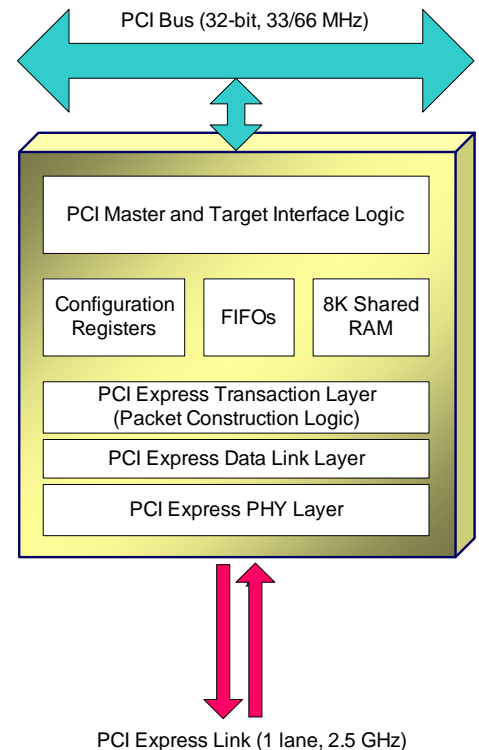 PCI Bus (32-bit, 33/66 MHz)
PCI Master and Target Interface Logic
Configuration
Registers
FIFOs
8K Shared
RAM
PCI Express Transaction Layer
(Packet Construction Logic)
PCI Express Data Link Layer
PCI Express PHY Layer
PCI Express Link (1 lane, 2.5 GHz)